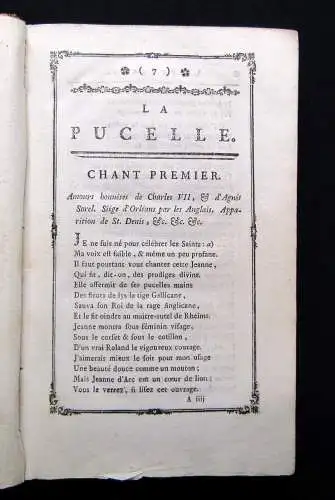 ( 7 )
LA
PUCELLE.
CHANT PREMIER.
Amours honnêtes de Charles VII, & d'Agnès
Sorel. Siège d'Orléans par les Anglais. Appa-
rition de St. Denis, &c. &c. &c.
JE ne suis né pour célébrer les Saints : a)
Ma voix est faible, & même un peu profane.
Il faut pourtant vous chanter cette Jeanne,
Qui fit, dit-on, des prodiges divins.
Elle affermit de ses pucelles mains
Des fleurs de lys la tige Gallicane,
Sauva son Roi de la rage Anglicane,
Et le fit oindre au maitre-autel de Rheims.
Jeanne montra sous féminin visage,
Sous le corset & sous le cotillon,
D'un vrai Roland le vigoureux courage.
J'aimerais mieux le soir pour mon usage
Une beauté douce comme un mouton ;
Mais Jeanne d'Arc eut un cœur de lion :
Vous le verrez, si lisez cet ouvrage.
A iiij